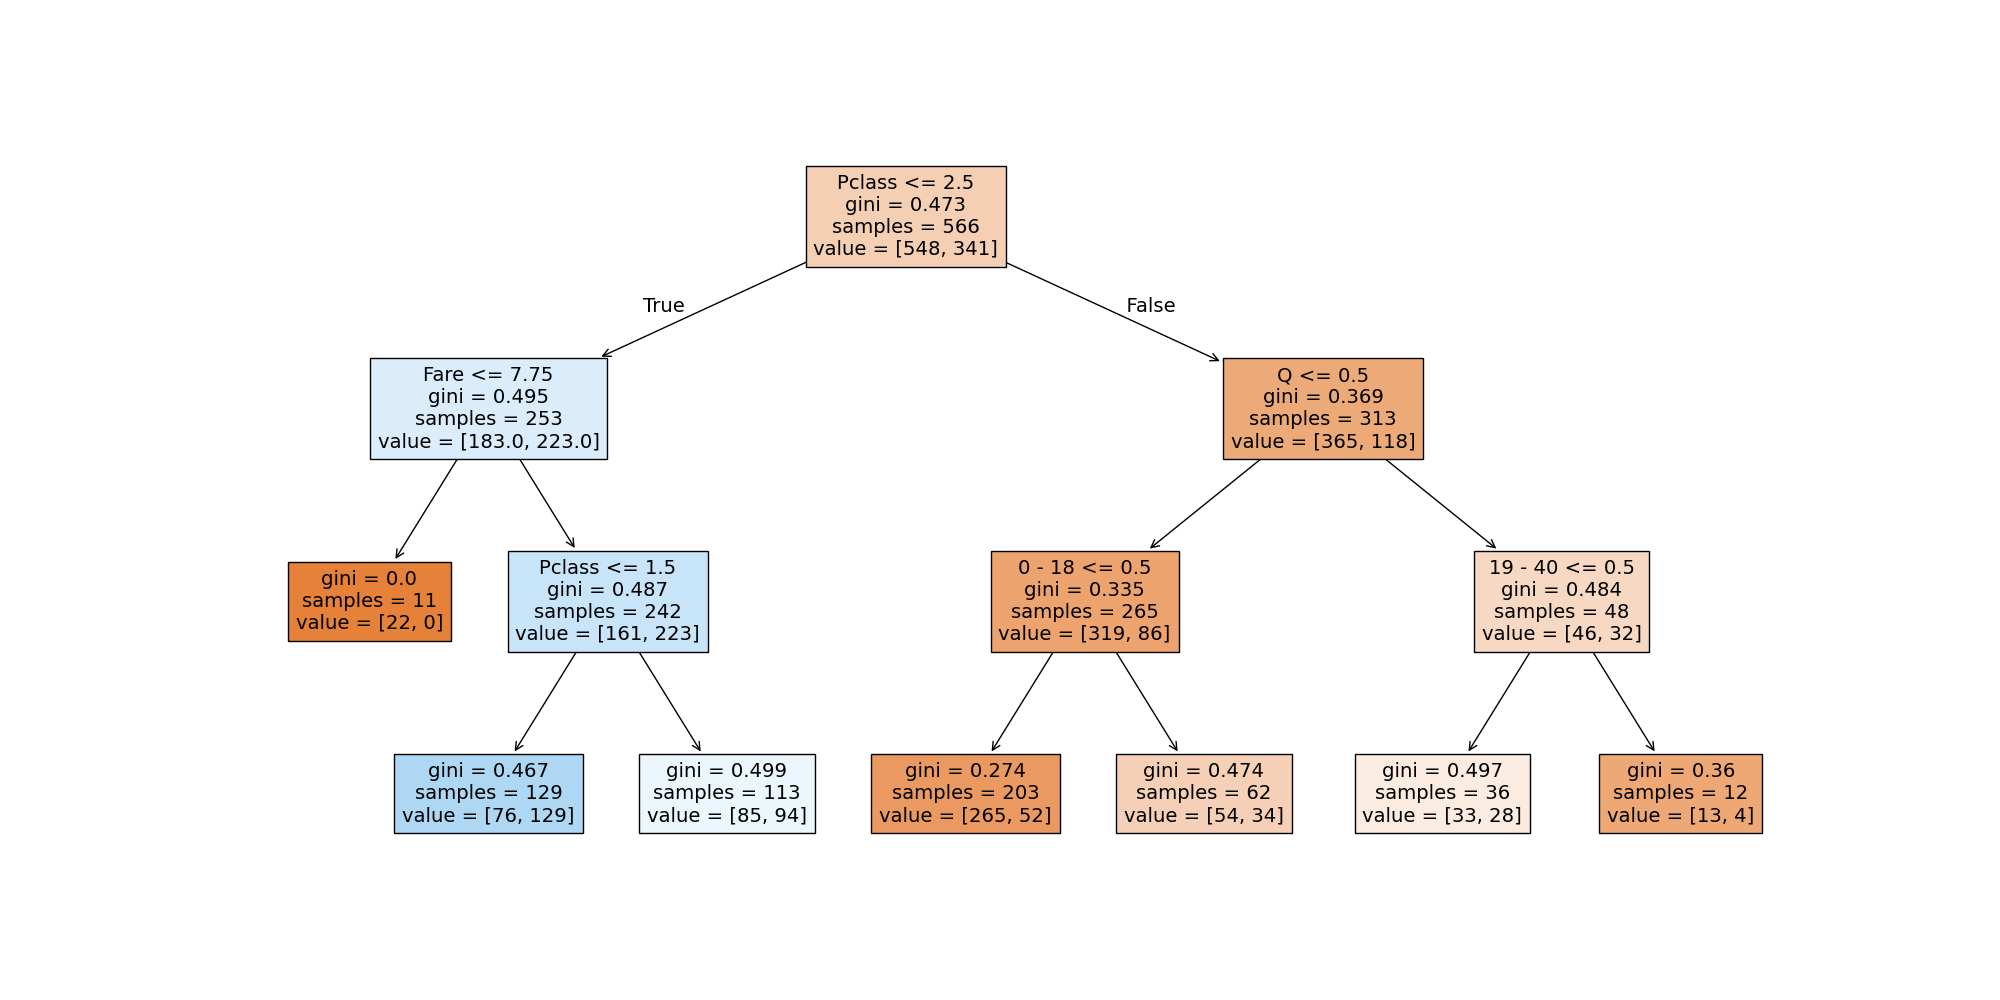 Pclass <= 2.5
gini = 0.473
samples = 566
value = [548, 341]
True
False
Fare <= 7.75
gini = 0.495
samples = 253
value = [183.0, 223.0]
Q <= 0.5
gini = 0.369
samples = 313
value = [365, 118]
gini = 0.0
samples = 11
value = [22, 0]
Pclass <= 1.5
gini = 0.487
samples = 242
value = [161, 223]
0 - 18 <= 0.5
gini = 0.335
samples = 265
value = [319, 86]
19 - 40 <= 0.5
gini = 0.484
samples = 48
value = [46, 32]
gini = 0.467
samples = 129
value = [76, 129]
gini = 0.499
samples = 113
value = [85, 94]
gini = 0.274
samples = 203
value = [265, 52]
gini = 0.474
samples = 62
value = [54, 34]
gini = 0.497
samples = 36
value = [33, 28]
gini = 0.36
samples = 12
value = [13, 4]